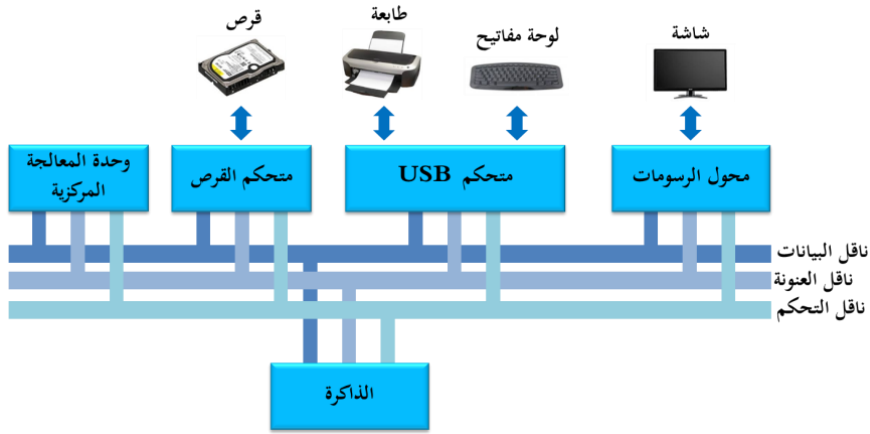 شاشة
لوحة مفاتيح
طابعة
قرص
محول الرسومات
متحكم USB
متحكم القرص
وحدة المعالجة
المركزية
ناقل البيانات
ناقل العنونة
ناقل التحكم
الذاكرة